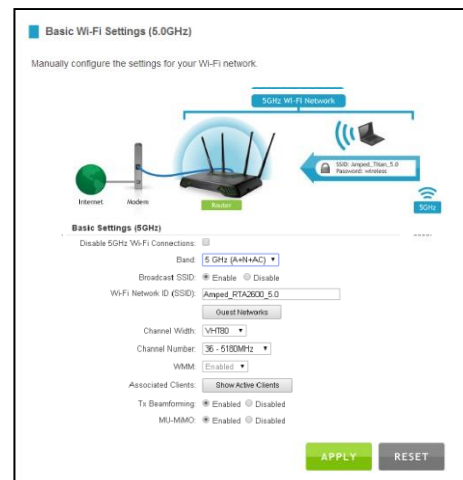 Basic Wi-Fi Settings (5.0GHz)
Manually configure the settings for your Wi-Fi network.
5GHz Wi-Fi Network
SSID: Amped_Titan_5.0
Password: wireless
Internet
Modem
Router
5GHz
Basic Settings (5GHz)
Disable 5GHz Wi-Fi Connections:
Band: 5 GHz (A+N+AC)
Broadcast SSID: Enable Disable
Wi-Fi Network ID (SSID): Amped_RTA2600_5.0
Guest Networks
Channel Width: VHT80
Channel Number: 36 - 5180MHz
WMM: Enabled
Associated Clients: Show Active Clients
Tx Beamforming: Enabled Disabled
MU-MiMO: Enabled Disabled
APPLY RESET